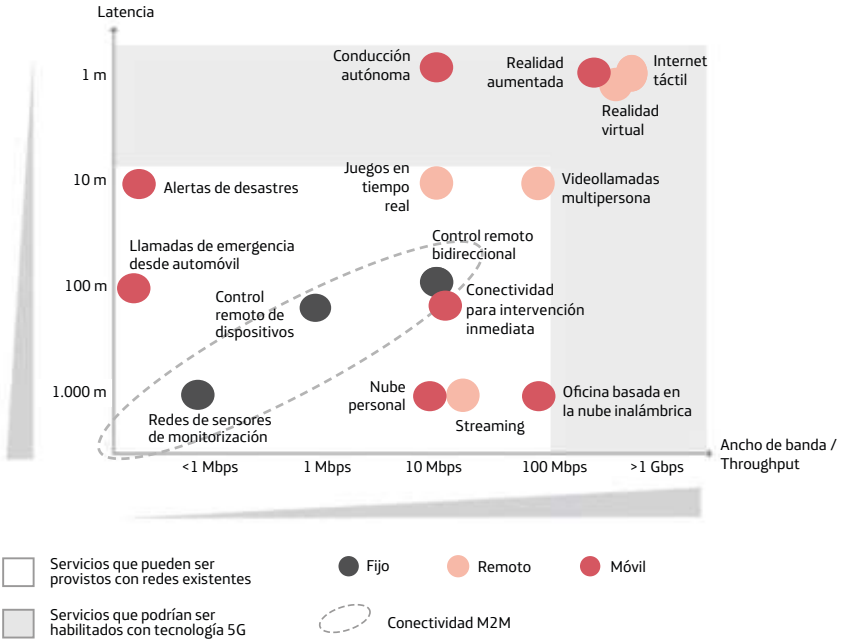 Latencia
1 m
10 m
100 m
1.000 m
Conducción
autónoma
Realidad
aumentada
Internet
táctil
Realidad
virtual
Alertas de desastres
Juegos en
tiempo
real
Videollamadas
multipersona
Llamadas de emergencia
desde automóvil
Control remoto
bidireccional
Control
remoto de
dispositivos
Conectividad
para intervención
inmediata
Redes de sensores
de monitorización
Nube
personal
Streaming
Oficina basada en
la nube inalámbrica
<1 Mbps
1 Mbps
10 Mbps
100 Mbps
>1 Gbps
Ancho de banda /
Throughput
Servicios que pueden ser
provistos con redes existentes
Fijo
Remoto
Móvil
Servicios que podrían ser
habilitados con tecnología 5G
Conectividad M2M